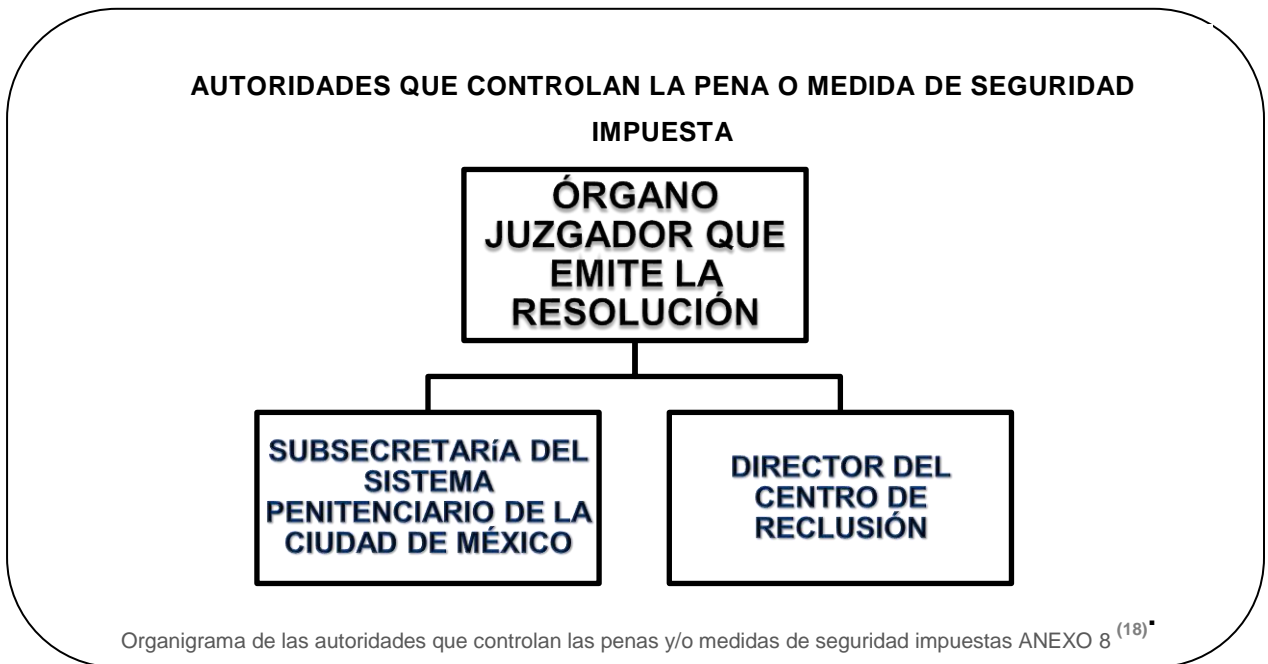 AUTORIDADES QUE CONTROLAN LA PENA O MEDIDA DE SEGURIDAD
IMPUESTA
ÓRGANO
JUZGADOR QUE
EMITE LA
RESOLUCIÓN
SUBSECRETARíA DEL
SISTEMA
PENITENCIARIO DE LA
CIUDAD DE MÉXICO
DIRECTOR DEL
CENTRO DE
RECLUSIÓN
Organigrama de las autoridades que controlan las penas y/o medidas de seguridad impuestas ANEXO 8 (18).